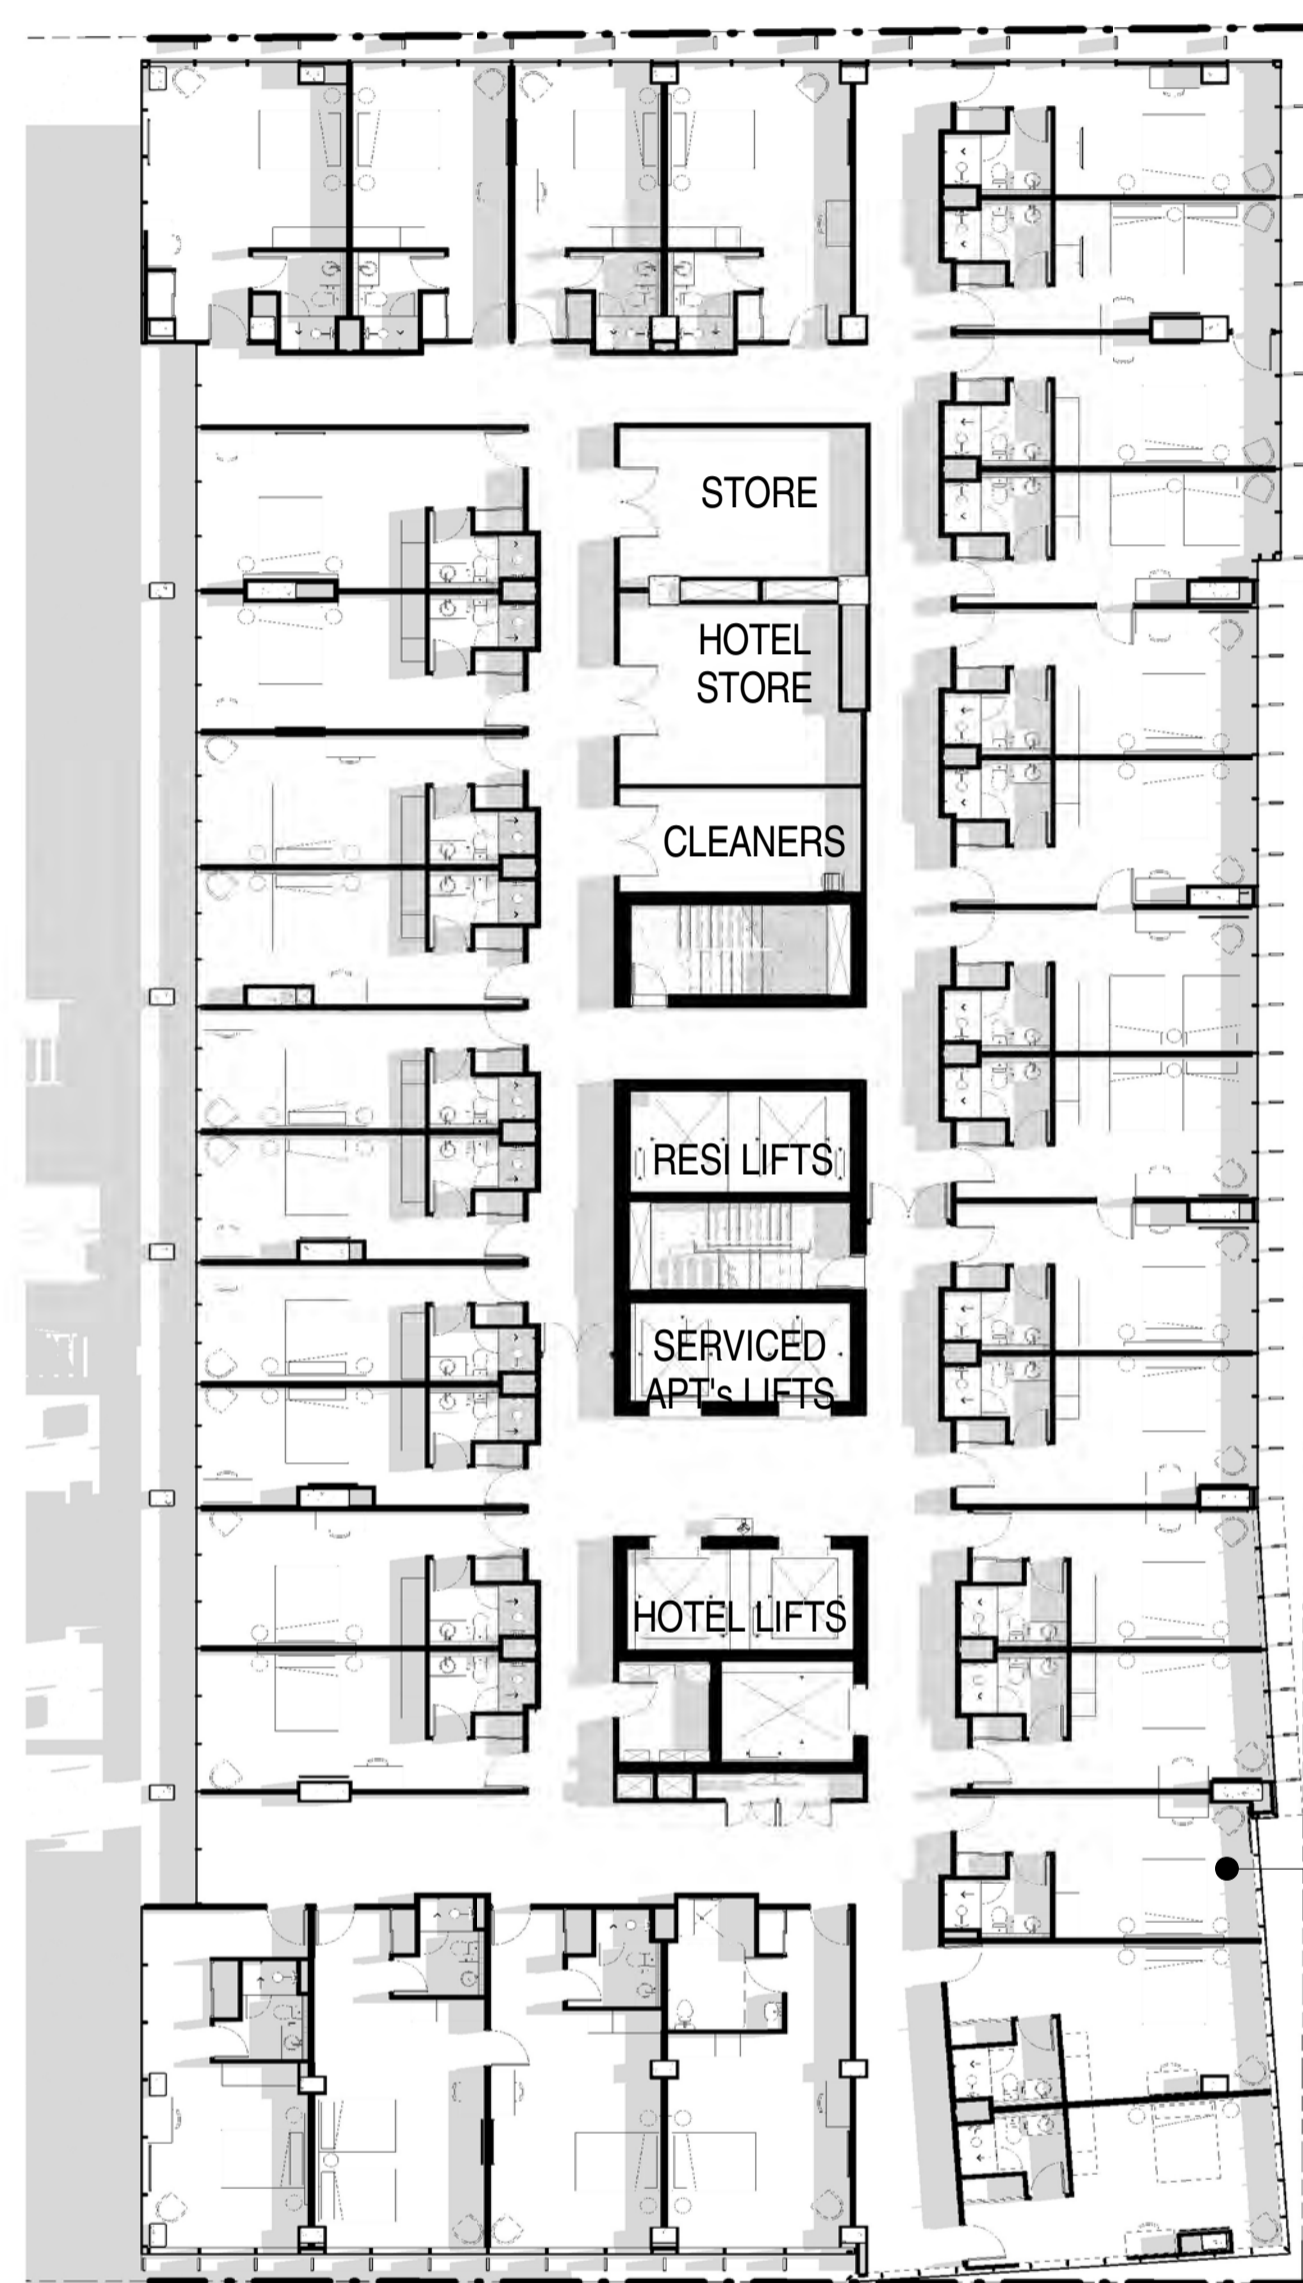 STORE
HOTEL
STORE
CLEANERS
RESI LIFTS
SERVICED
APT's LIFTS
HOTEL LIFTS